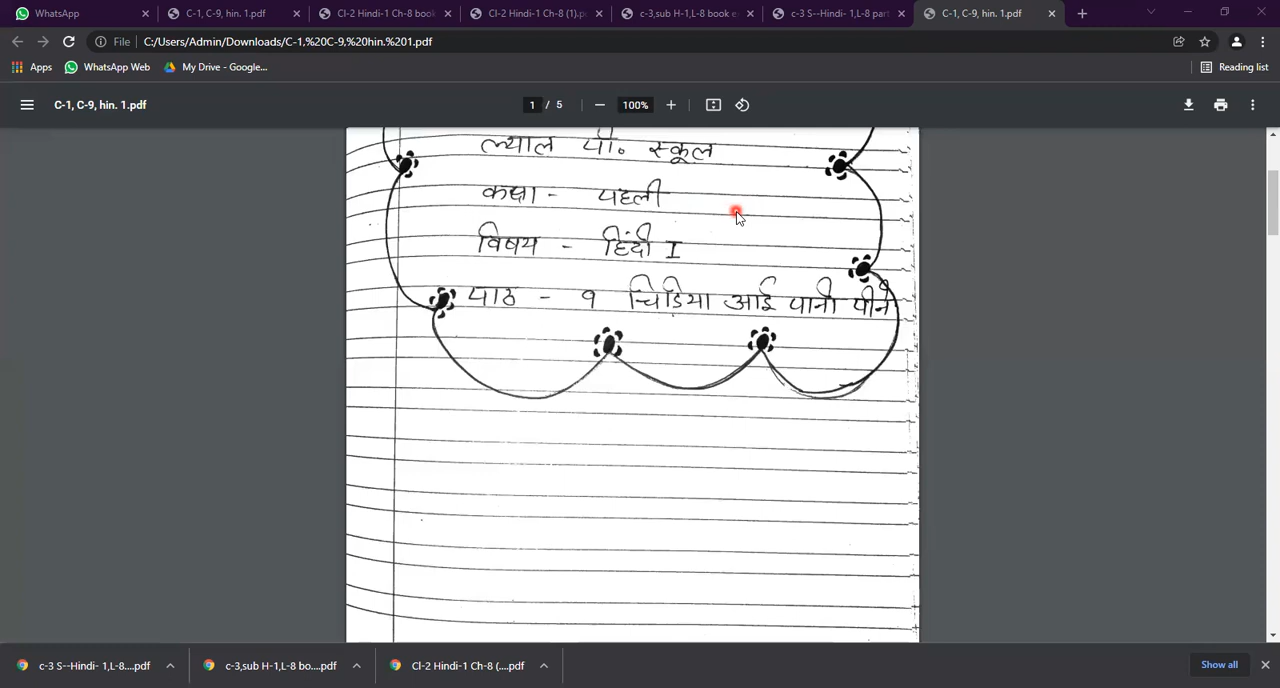 WhatsApp
C-1, C-9, hin. 1.pdf
Cl-2 Hindi-1 Ch-8 book
Cl-2 Hindi-1 Ch-8 (1).p
c-3,sub H-1,L-8 book e
c-3 S--Hindi- 1,L-8 part
C-1, C-9, hin. 1.pdf
File
C:/Users/Admin/Downloads/C-1,%20C-9,%20hin.%201.pdf
Reading list
Apps
WhatsApp Web
My Drive - Google...
C-1, C-9, hin. 1.pdf
1 / 5
100%
ल्याल पी. स्कूल
कक्षा - पहली
विषय - हिंदी I
पाठ - ९ चिड़िया आई पानी पीने
c-3 S--Hindi- 1,L-8....pdf
c-3,sub H-1,L-8 bo....pdf
Cl-2 Hindi-1 Ch-8 (....pdf
Show all